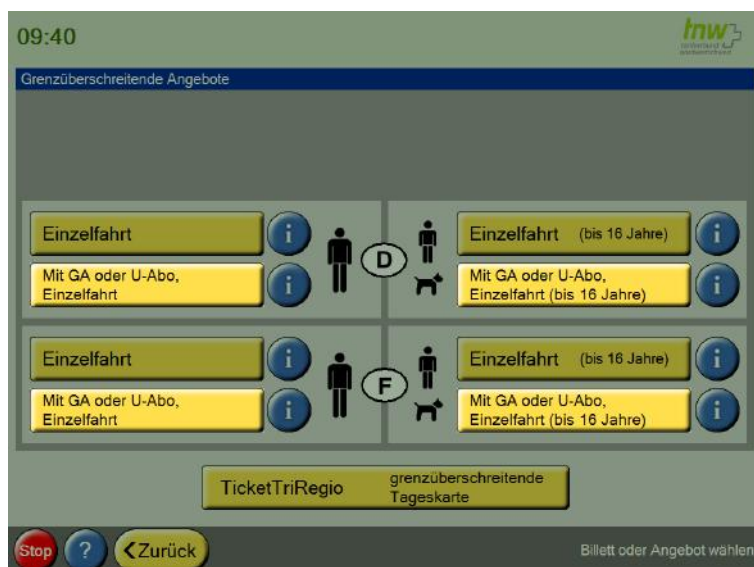 09:40
tnw
Grenzüberschreitende Angebote
Einzelfahrt
i
D
Einzelfahrt (bis 16 Jahre)
i
Mit GA oder U-Abo,
Einzelfahrt
i
Mit GA oder U-Abo,
Einzelfahrt (bis 16 Jahre)
i
Einzelfahrt
i
F
Einzelfahrt (bis 16 Jahre)
i
Mit GA oder U-Abo,
Einzelfahrt
i
Mit GA oder U-Abo,
Einzelfahrt (bis 16 Jahre)
i
TicketTriRegio
grenzüberschreitende
Tageskarte
Stop
?
Zurück
Billett oder Angebot wählen